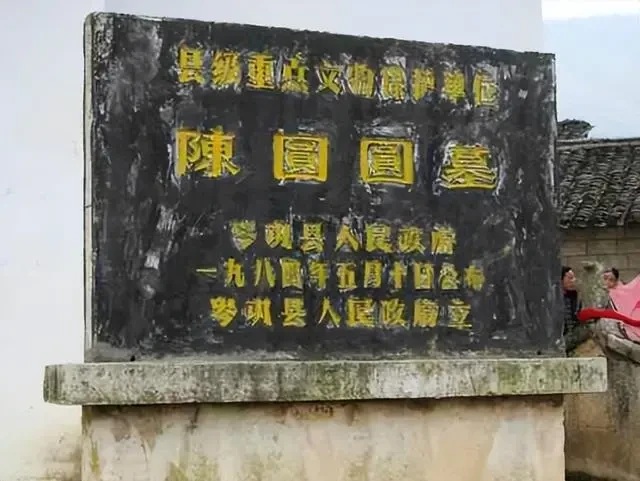 县级重点文物保护单位
陳圓圓墓
岑巩县人民政府
一九八四年五月十日公布
岑巩县人民政府立